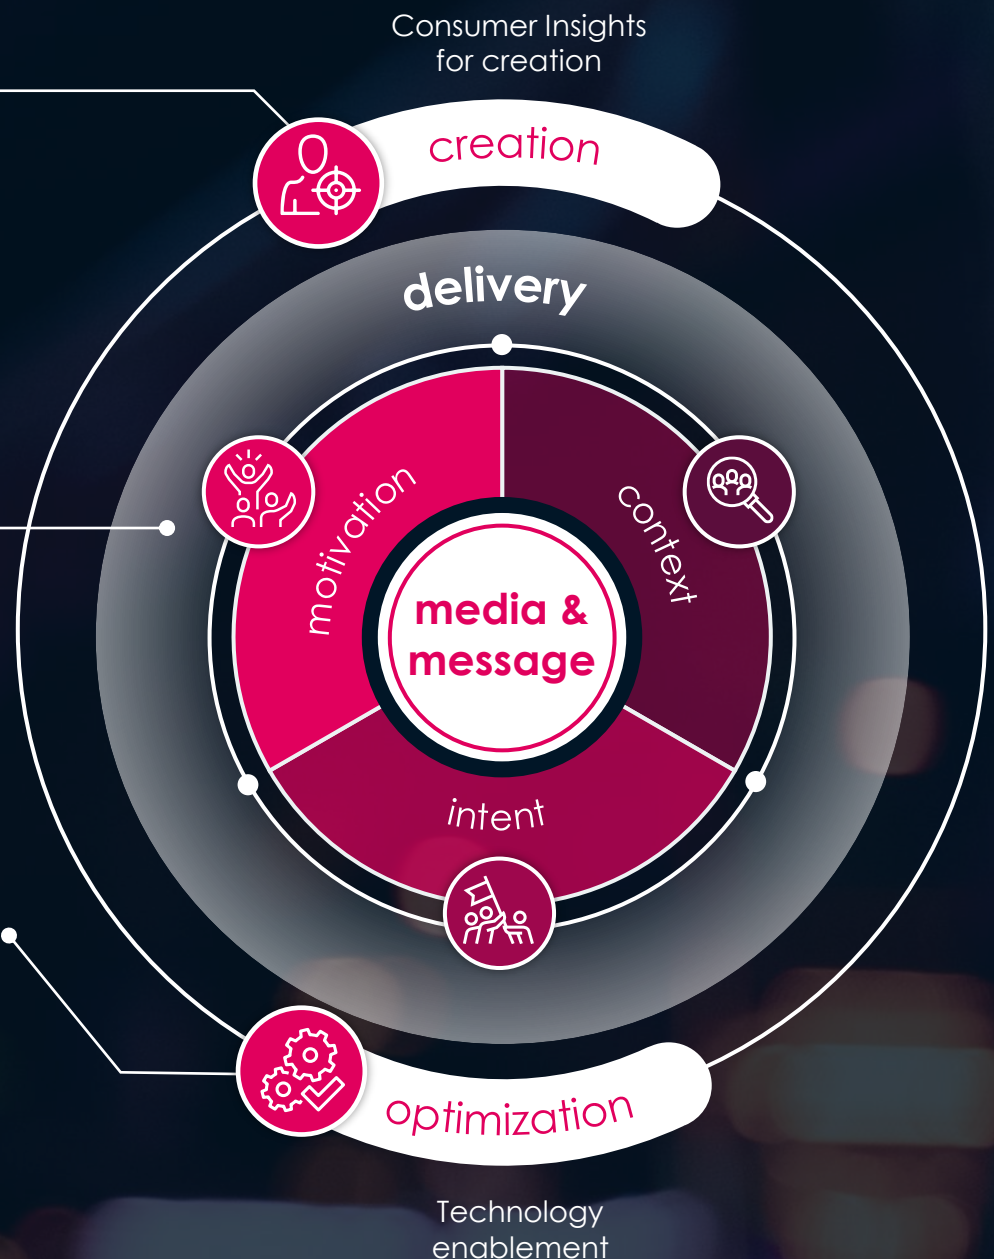 Consumer Insights
for creation
creation
delivery
motivation
context
media &
message
intent
optimization
Technology
enablement